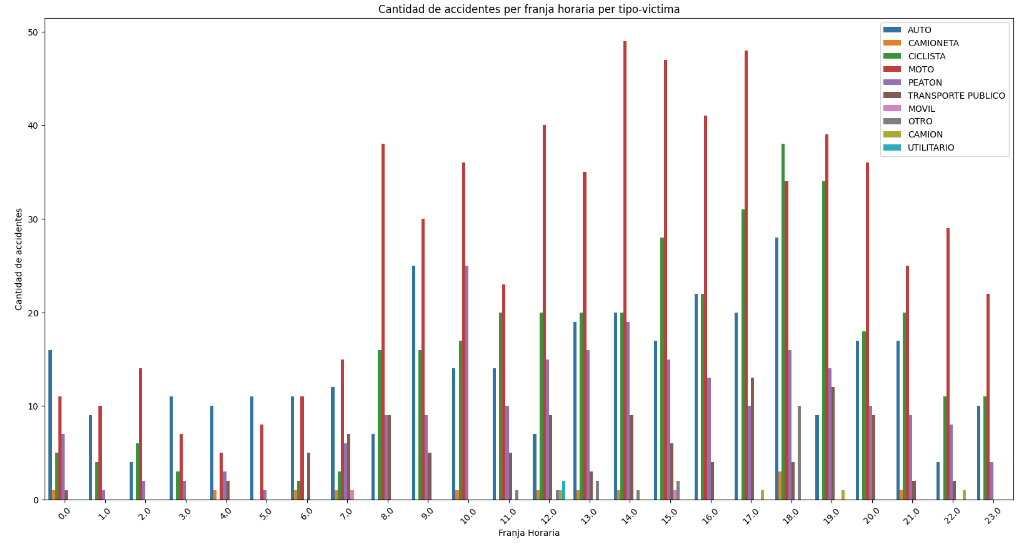 Cantidad de accidentes per franja horaria per tipo-victima
AUTO
CAMIONETA
CICLISTA
MOTO
PEATON
TRANSPORTE PUBLICO
MOVIL
OTRO
CAMION
UTILITARIO
Cantidad de accidentes
50
40
30
20
10
0
0.0 1.0 2.0 3.0 4.0 5.0 6.0 7.0 8.0 9.0 10.0 11.0 12.0 13.0 14.0 15.0 16.0 17.0 18.0 19.0 20.0 21.0 22.0 23.0
Franja Horaria